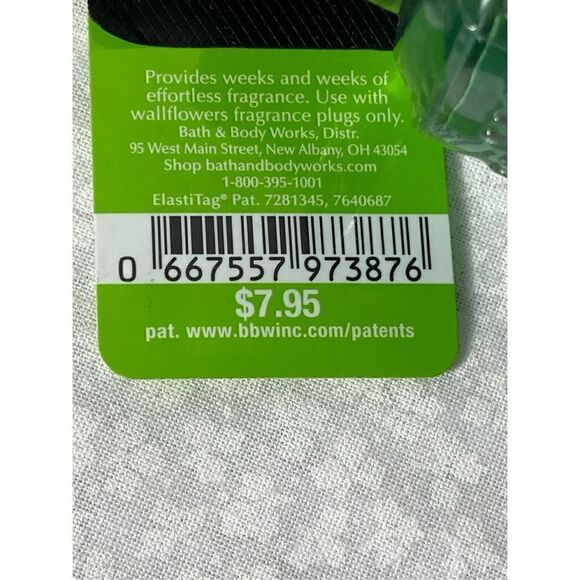 Provides weeks and weeks of
effortless fragrance. Use with
wallflowers fragrance plugs only.
Bath & Body Works, Distr.
95 West Main Street, New Albany, OH 43054
Shop bathandbodyworks.com
1-800-395-1001
ElastiTag® Pat. 7281345, 7640687
0 667557 973876
$7.95
pat. www.bbwinc.com/patents